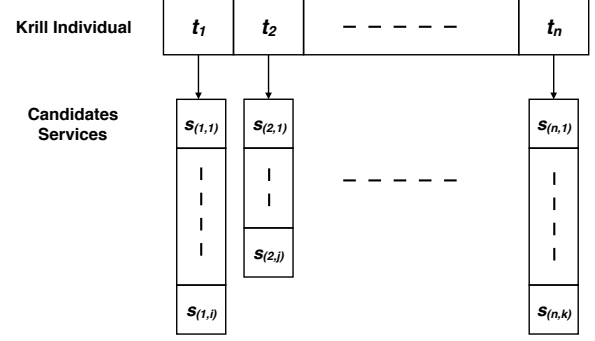 Krill Individual t1 t2 – – – – – tn
Candidates
Services
s(1,1) s(2,1) s(n,1)
– – – – –
s(2,j)
s(1,i) s(n,k)